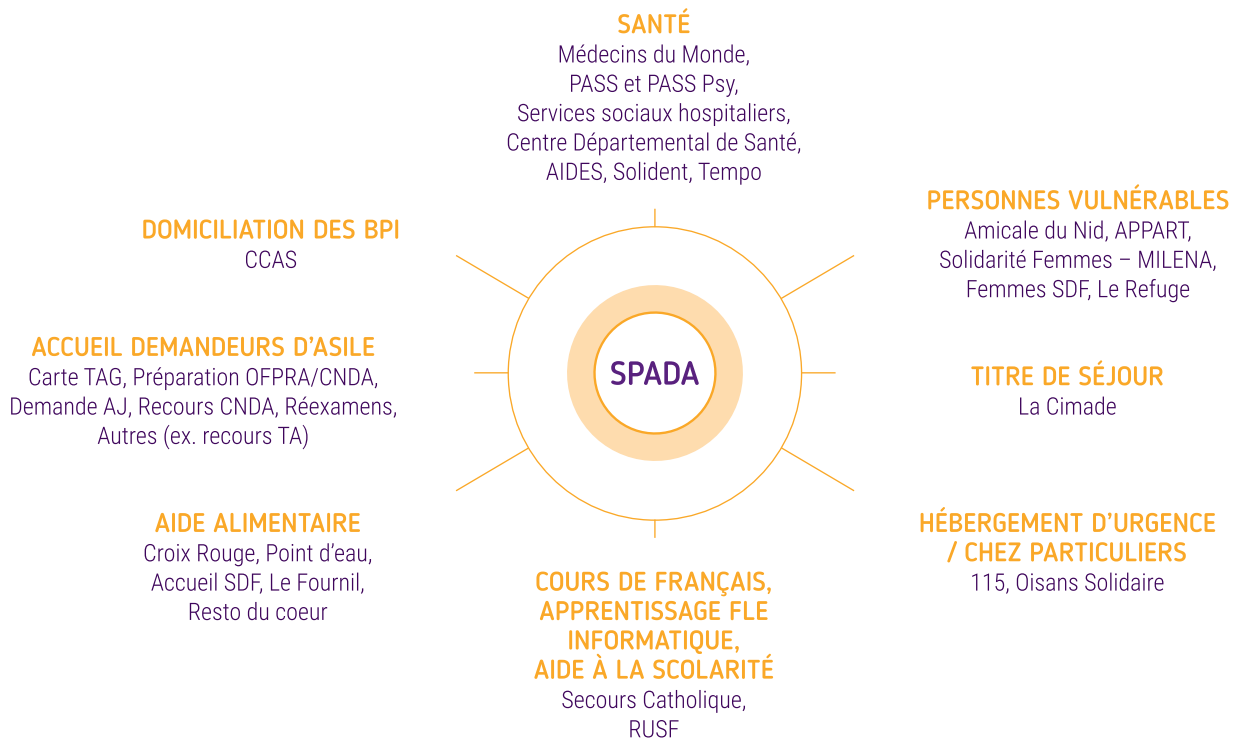 SANTÉ
Médecins du Monde,
PASS et PASS Psy,
Services sociaux hospitaliers,
Centre Départemental de Santé,
AIDES, Solident, Tempo
PERSONNES VULNÉRABLES
Amicale du Nid, APPART,
Solidarité Femmes – MILENA,
Femmes SDF, Le Refuge
DOMICILIATION DES BPI
CCAS
ACCUEIL DEMANDEURS D’ASILE
Carte TAG, Préparation OFPRA/CNDA,
Demande AJ, Recours CNDA, Réexamens,
Autres (ex. recours TA)
SPADA
TITRE DE SÉJOUR
La Cimade
AIDE ALIMENTAIRE
Croix Rouge, Point d’eau,
Accueil SDF, Le Fournil,
Resto du coeur
HÉBERGEMENT D’URGENCE
/ CHEZ PARTICULIERS
115, Oisans Solidaire
COURS DE FRANÇAIS,
APPRENTISSAGE FLE
INFORMATIQUE,
AIDE À LA SCOLARITÉ
Secours Catholique,
RUSF